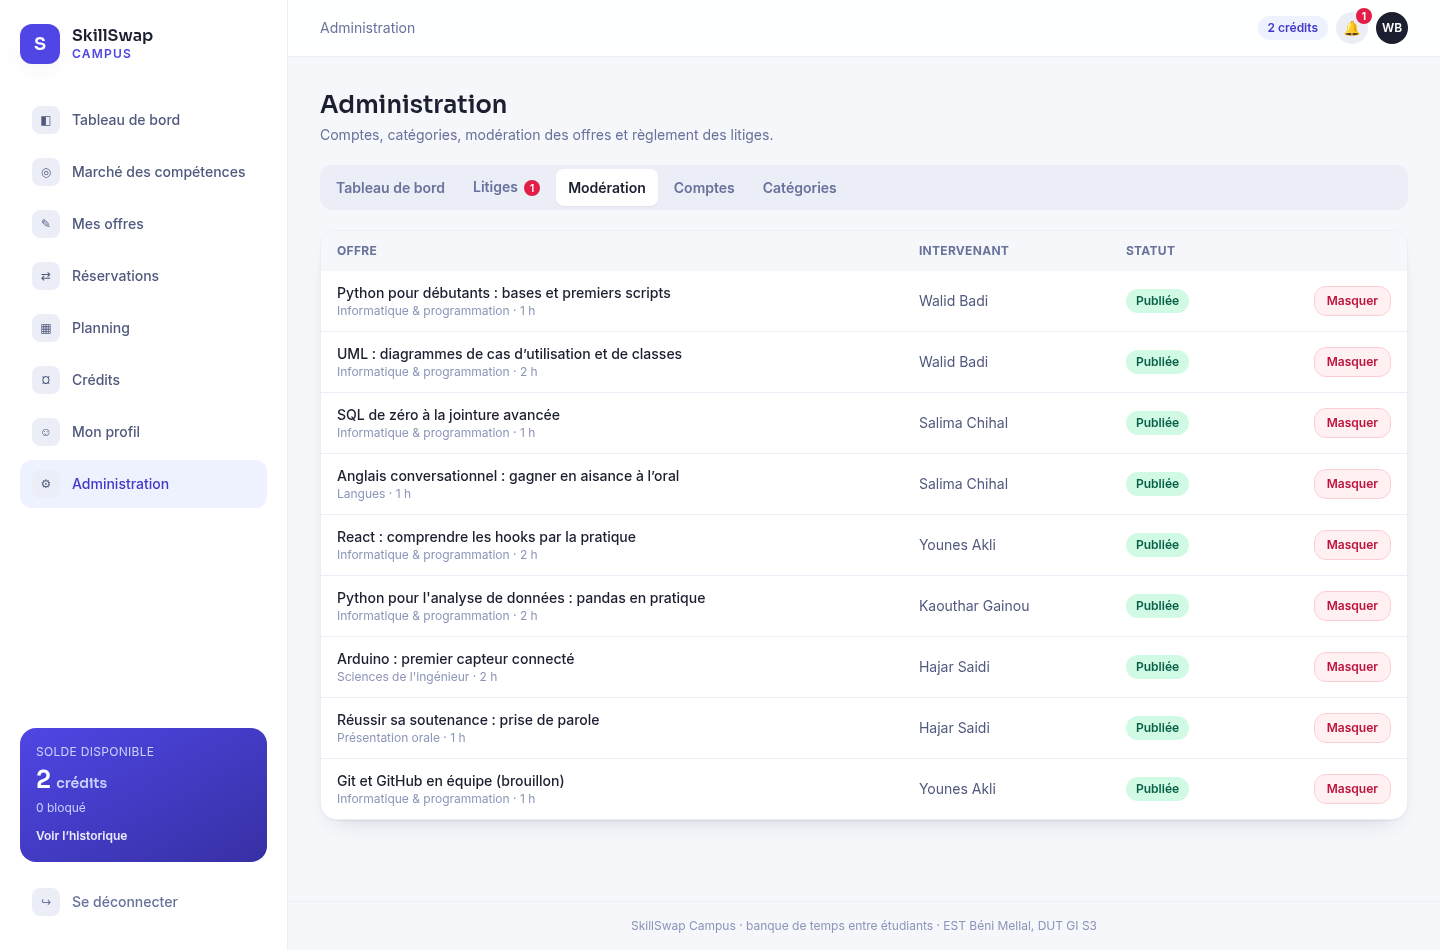 S
SkillSwap
CAMPUS
Tableau de bord
Marché des compétences
Mes offres
Réservations
Planning
Crédits
Mon profil
Administration
SOLDE DISPONIBLE
2 crédits
0 bloqué
Voir l’historique
Se déconnecter
Administration
2 crédits
1
WB
Administration
Comptes, catégories, modération des offres et règlement des litiges.
Tableau de bord Litiges 1 Modération Comptes Catégories
OFFRE INTERVENANT STATUT
Python pour débutants : bases et premiers scripts Walid Badi Publiée Masquer
Informatique & programmation · 1 h
UML : diagrammes de cas d’utilisation et de classes Walid Badi Publiée Masquer
Informatique & programmation · 2 h
SQL de zéro à la jointure avancée Salima Chihal Publiée Masquer
Informatique & programmation · 1 h
Anglais conversationnel : gagner en aisance à l’oral Salima Chihal Publiée Masquer
Langues · 1 h
React : comprendre les hooks par la pratique Younes Akli Publiée Masquer
Informatique & programmation · 2 h
Python pour l'analyse de données : pandas en pratique Kaouthar Gainou Publiée Masquer
Informatique & programmation · 2 h
Arduino : premier capteur connecté Hajar Saidi Publiée Masquer
Sciences de l'ingénieur · 2 h
Réussir sa soutenance : prise de parole Hajar Saidi Publiée Masquer
Présentation orale · 1 h
Git et GitHub en équipe (brouillon) Younes Akli Publiée Masquer
Informatique & programmation · 1 h
SkillSwap Campus · banque de temps entre étudiants · EST Béni Mellal, DUT GI S3